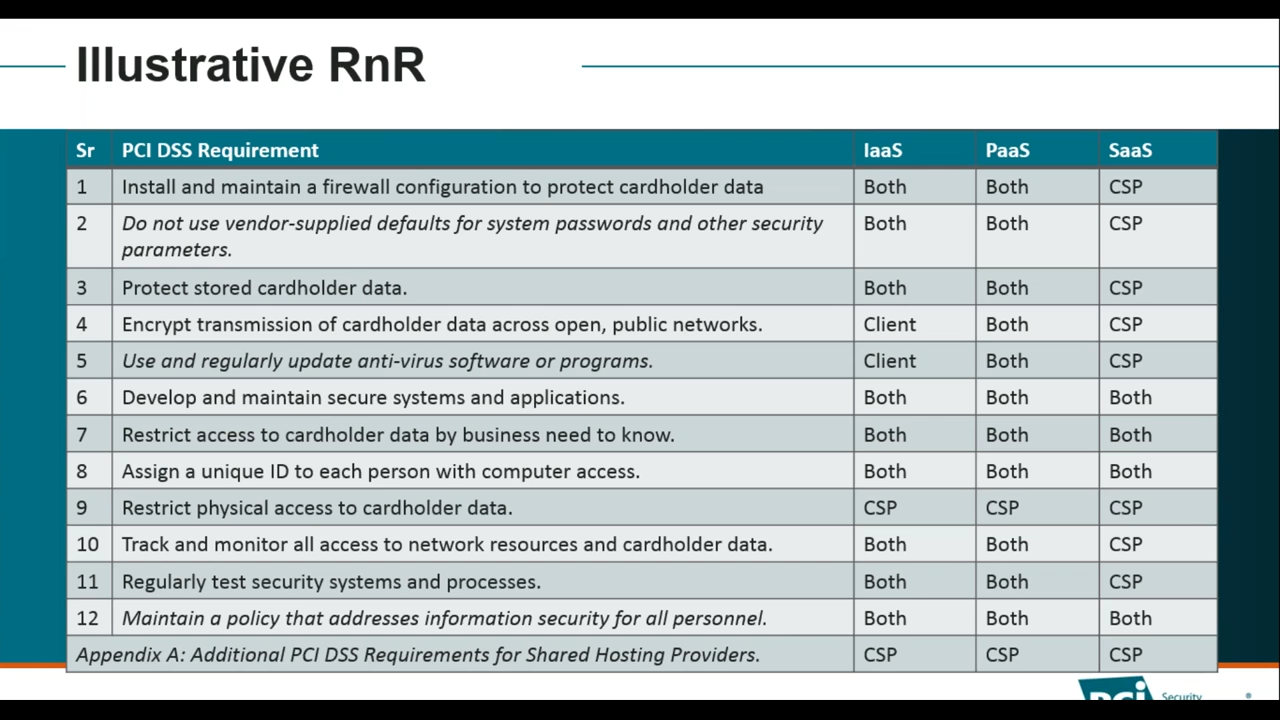 Illustrative RnR
Sr PCI DSS Requirement IaaS PaaS SaaS
1 Install and maintain a firewall configuration to protect cardholder data Both Both CSP
2 Do not use vendor-supplied defaults for system passwords and other security Both Both CSP
parameters.
3 Protect stored cardholder data. Both Both CSP
4 Encrypt transmission of cardholder data across open, public networks. Client Both CSP
5 Use and regularly update anti-virus software or programs. Client Both CSP
6 Develop and maintain secure systems and applications. Both Both Both
7 Restrict access to cardholder data by business need to know. Both Both Both
8 Assign a unique ID to each person with computer access. Both Both Both
9 Restrict physical access to cardholder data. CSP CSP CSP
10 Track and monitor all access to network resources and cardholder data. Both Both CSP
11 Regularly test security systems and processes. Both Both CSP
12 Maintain a policy that addresses information security for all personnel. Both Both Both
Appendix A: Additional PCI DSS Requirements for Shared Hosting Providers. CSP CSP CSP
PCi Security ®